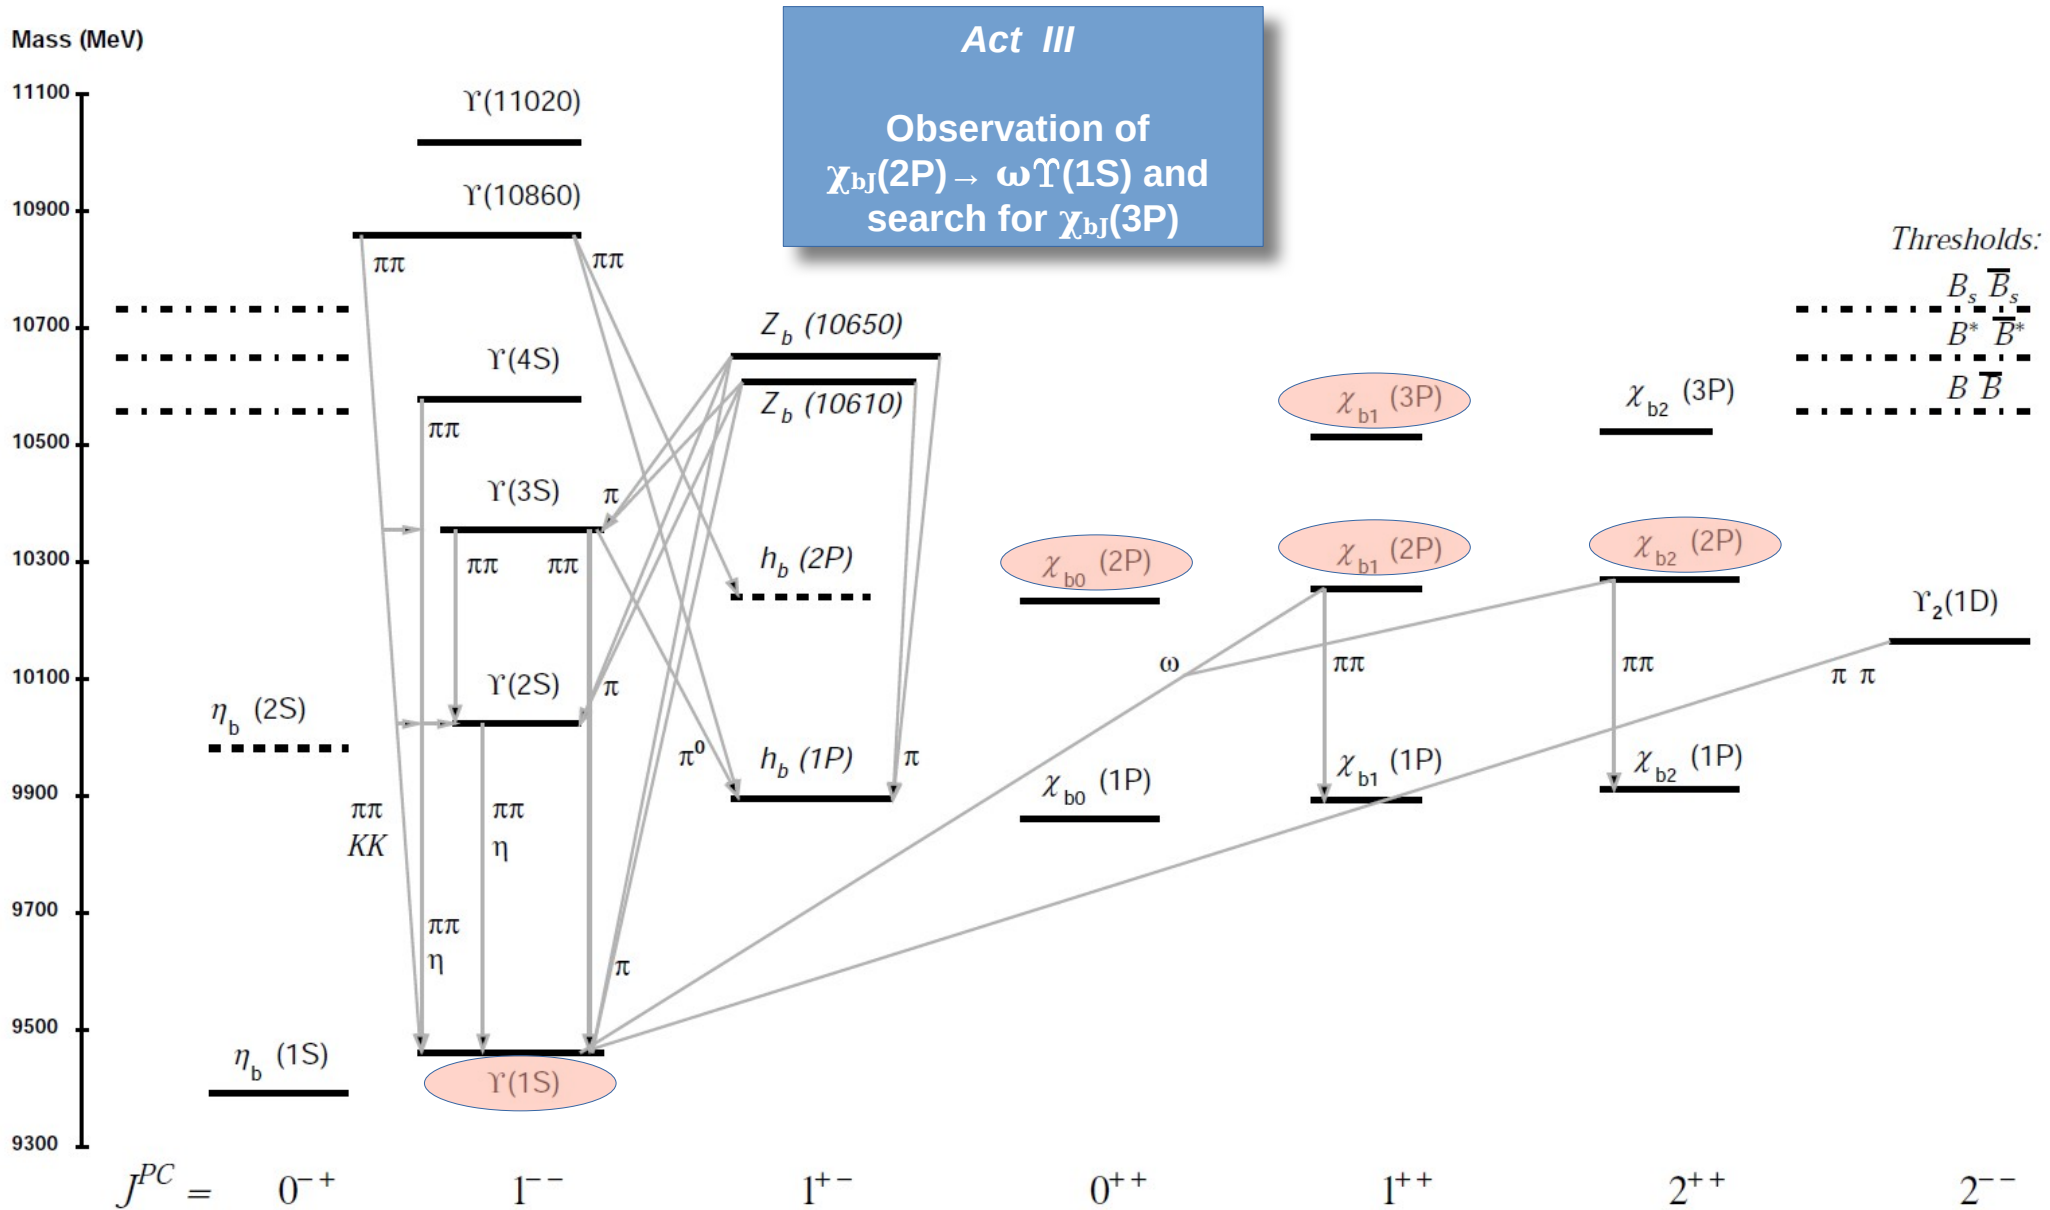 Mass (MeV)
Act III
Observation of
χbJ(2P)→ ωϒ(1S) and
search for χbJ(3P)
11100
10900
10700
10500
10300
10100
9900
9700
9500
9300
ϒ(11020)
ϒ(10860)
ππ
ππ
Thresholds:
Bs B̅s
B* B̅*
B B̅
Zb (10650)
Zb (10610)
ϒ(4S)
ππ
χb1 (3P)
χb2 (3P)
ϒ(3S)
π
ππ
ππ
hb (2P)
χb0 (2P)
χb1 (2P)
χb2 (2P)
ϒ2(1D)
ω
ππ
ππ
π π
ϒ(2S)
π
ηb (2S)
π0
hb (1P)
π
χb0 (1P)
χb1 (1P)
χb2 (1P)
ππ
KK
ππ
η
ππ
η
π
ηb (1S)
ϒ(1S)
JPC =
0−+
1−−
1+−
0++
1++
2++
2−−